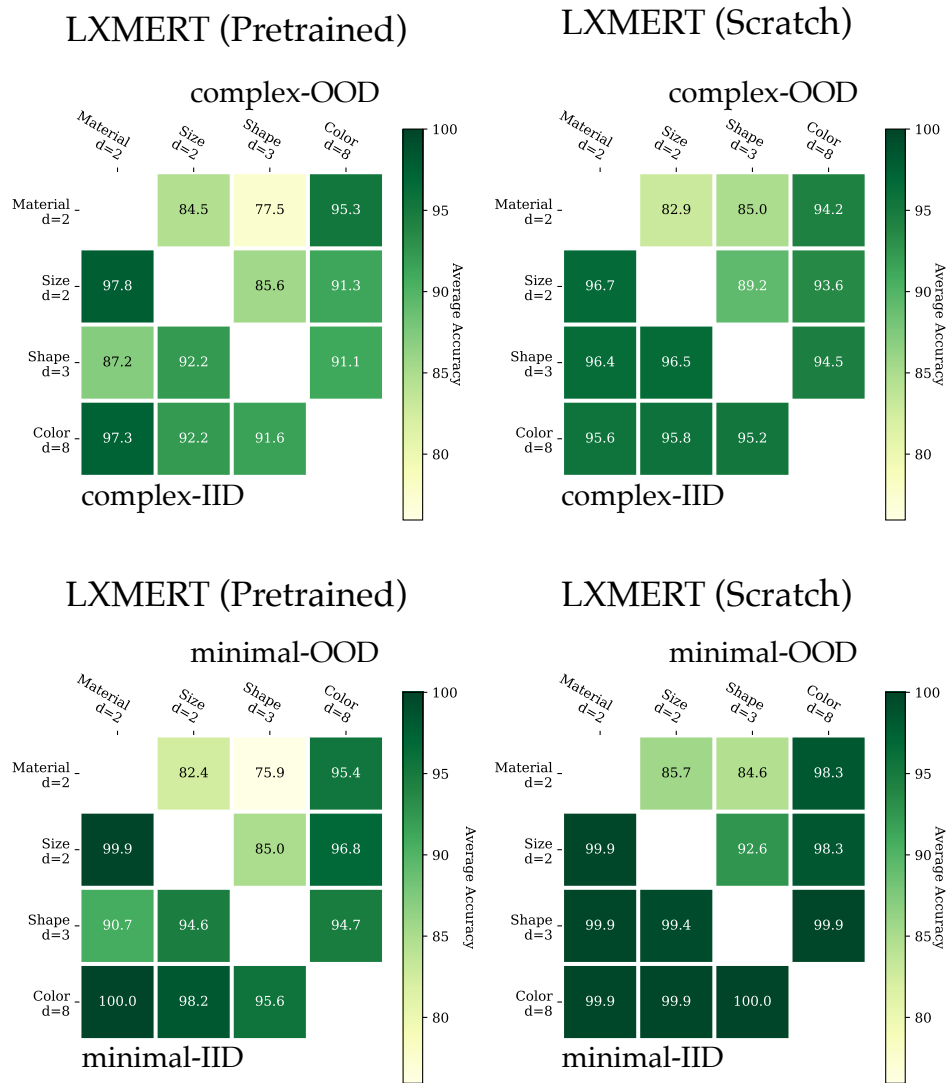 LXMERT (Pretrained)
complex-OOD
Material
d=2
Size
d=2
Shape
d=3
Color
d=8
Material
d=2
84.5 77.5 95.3
Size
d=2
97.8 85.6 91.3
Shape
d=3
87.2 92.2 91.1
Color
d=8
97.3 92.2 91.6
complex-IID
100
95
90
85
80
Average Accuracy
LXMERT (Scratch)
complex-OOD
Material
d=2
Size
d=2
Shape
d=3
Color
d=8
Material
d=2
82.9 85.0 94.2
Size
d=2
96.7 89.2 93.6
Shape
d=3
96.4 96.5 94.5
Color
d=8
95.6 95.8 95.2
complex-IID
100
95
90
85
80
Average Accuracy
LXMERT (Pretrained)
minimal-OOD
Material
d=2
Size
d=2
Shape
d=3
Color
d=8
Material
d=2
82.4 75.9 95.4
Size
d=2
99.9 85.0 96.8
Shape
d=3
90.7 94.6 94.7
Color
d=8
100.0 98.2 95.6
minimal-IID
100
95
90
85
80
Average Accuracy
LXMERT (Scratch)
minimal-OOD
Material
d=2
Size
d=2
Shape
d=3
Color
d=8
Material
d=2
85.7 84.6 98.3
Size
d=2
99.9 92.6 98.3
Shape
d=3
99.9 99.4 99.9
Color
d=8
99.9 99.9 100.0
minimal-IID
100
95
90
85
80
Average Accuracy